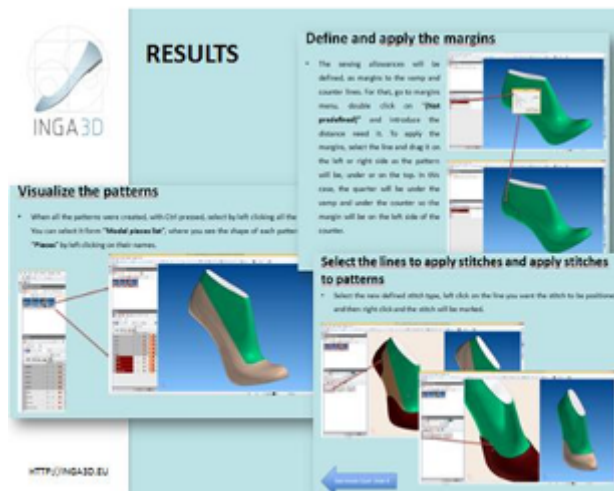 INGA3D
RESULTS
Define and apply the margins
• The sewing allowances will be
defined, as margins to the vamp and
counter lines. For that, go to margins
menu, double click on "(Not
predefined)" and introduce the
distance need it. To apply the
margins, select the line and drag it on
the left or right side as the pattern
will be, under or on the top. In this
case, the quarter will be under the
vamp and under the counter so the
margin will be on the left side of the
counter.
Visualize the patterns
• When all the patterns were created, with Ctrl pressed, select by left clicking all the
You can select it form "Model pieces list", where you see the shape of each pattern
"Pieces" by left clicking on their names.
Select the lines to apply stitches and apply stitches
to patterns
• Select the new defined stitch type, left click on the line you want the stitch to be position
and then right click and the stitch will be marked.
HTTP://INGA3D.EU